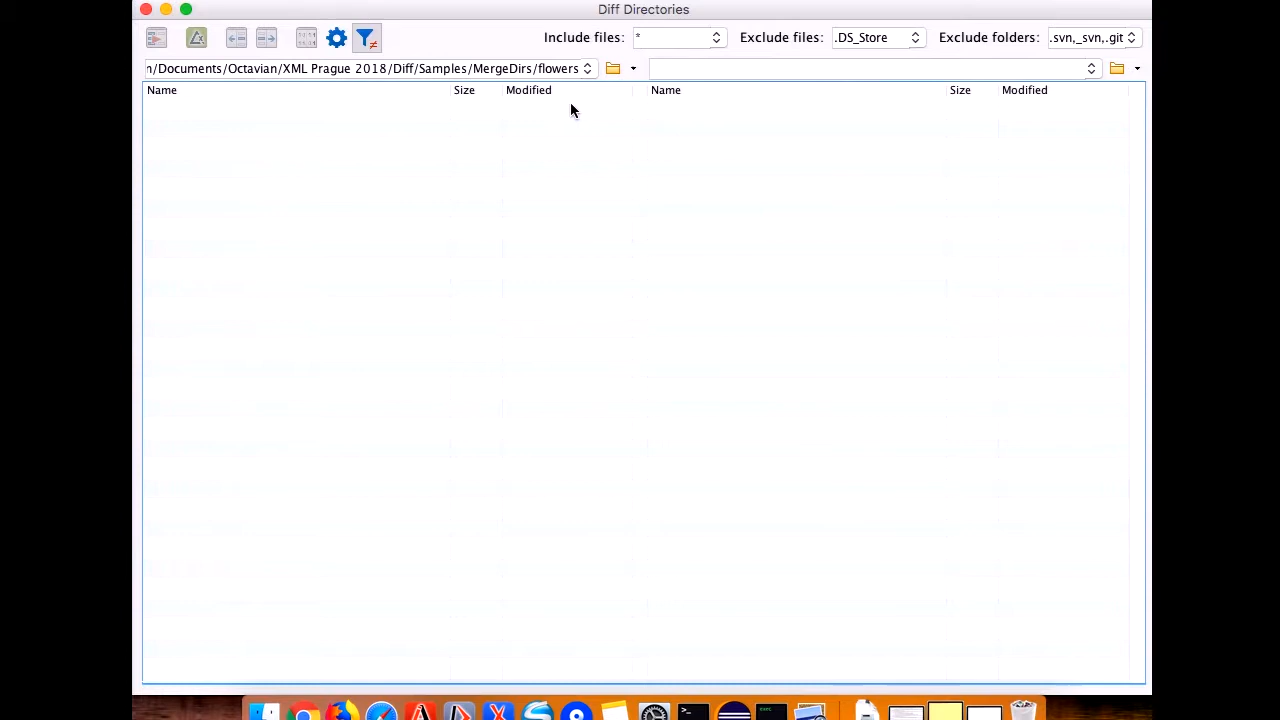 Diff Directories
Include files: * Exclude files: .DS_Store Exclude folders: .svn,_svn,.git
/Documents/Octavian/XML Prague 2018/Diff/Samples/MergeDirs/flowers
Name Size Modified Name Size Modified